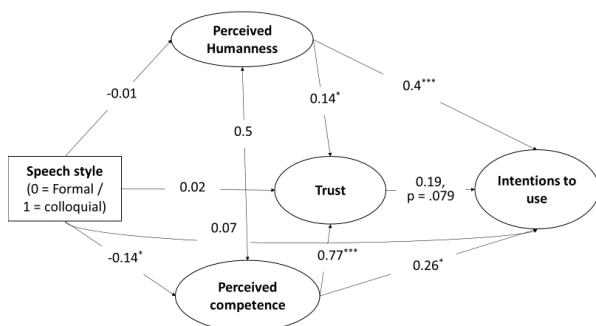 Perceived
Humanness
-0.01
0.14*
0.4***
0.5
Speech style
(0 = Formal /
1 = colloquial)
0.02
Trust
0.19,
p = .079
Intentions to
use
0.07
-0.14*
0.77***
0.26*
Perceived
competence